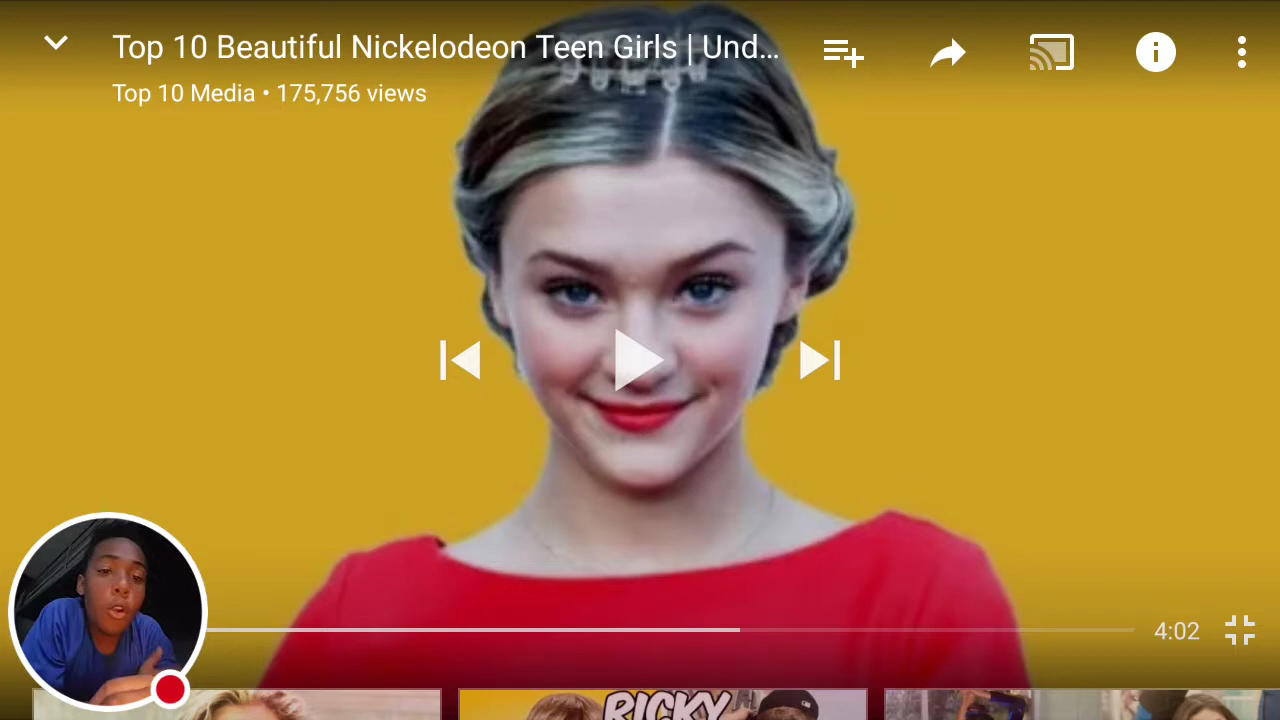 Top 10 Beautiful Nickelodeon Teen Girls | Und...
Top 10 Media • 175,756 views
4:02
RICKY